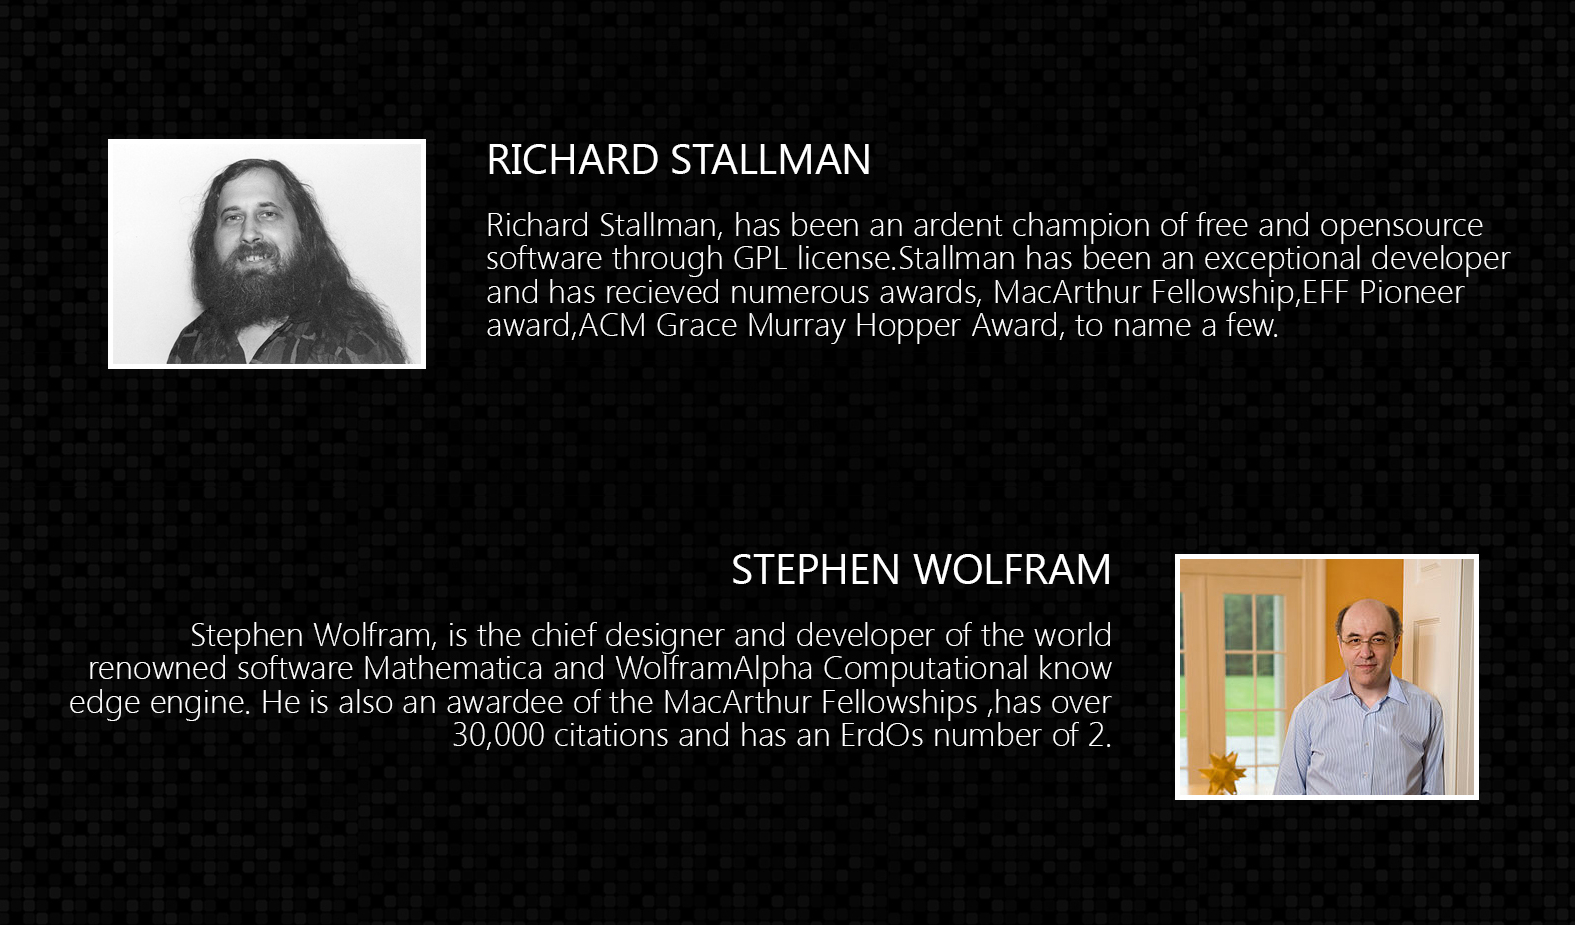 RICHARD STALLMAN
Richard Stallman, has been an ardent champion of free and opensource
software through GPL license.Stallman has been an exceptional developer
and has recieved numerous awards, MacArthur Fellowship,EFF Pioneer
award,ACM Grace Murray Hopper Award, to name a few.
STEPHEN WOLFRAM
Stephen Wolfram, is the chief designer and developer of the world
renowned software Mathematica and WolframAlpha Computational know
edge engine. He is also an awardee of the MacArthur Fellowships ,has over
30,000 citations and has an ErdOs number of 2.